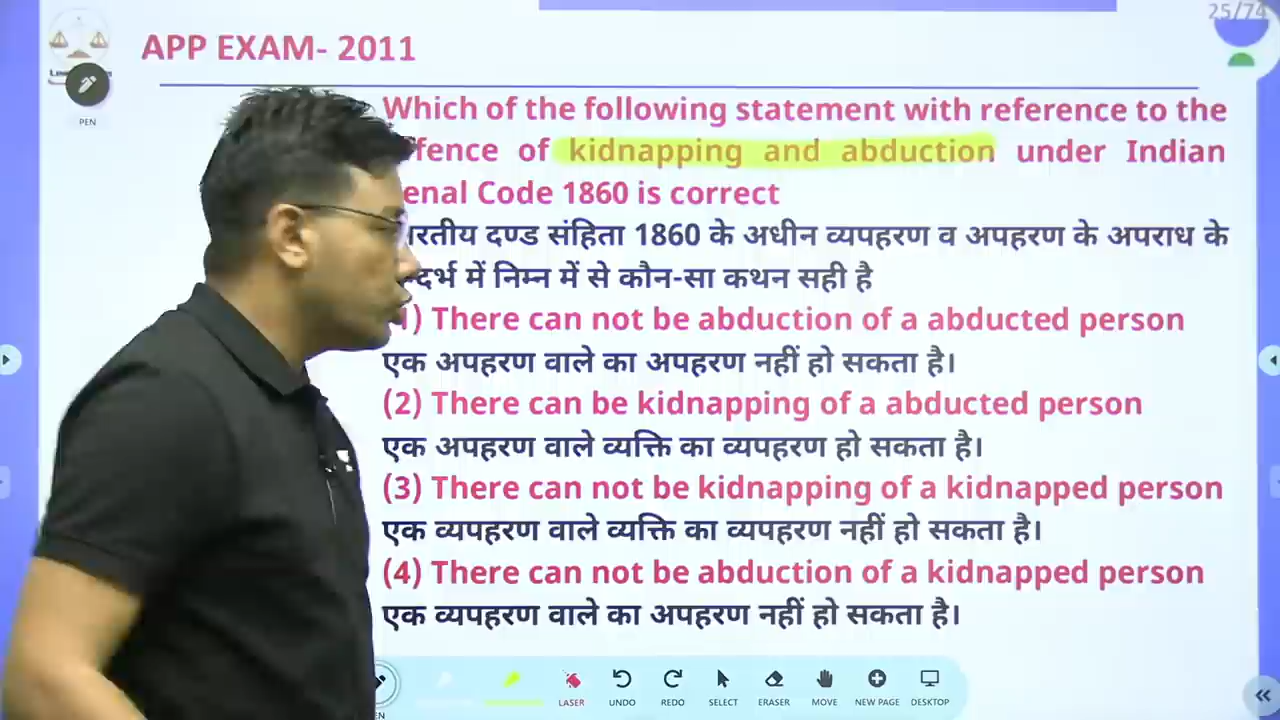 25/74
APP EXAM- 2011
PEN
Which of the following statement with reference to the
ffence of kidnapping and abduction under Indian
enal Code 1860 is correct
रतीय दण्ड संहिता 1860 के अधीन व्यपहरण व अपहरण के अपराध के
दर्भ में निम्न में से कौन-सा कथन सही है
1) There can not be abduction of a abducted person
एक अपहरण वाले का अपहरण नहीं हो सकता है।
(2) There can be kidnapping of a abducted person
एक अपहरण वाले व्यक्ति का व्यपहरण हो सकता है।
(3) There can not be kidnapping of a kidnapped person
एक व्यपहरण वाले व्यक्ति का व्यपहरण नहीं हो सकता है।
(4) There can not be abduction of a kidnapped person
एक व्यपहरण वाले का अपहरण नहीं हो सकता है।
EN LASER UNDO REDO SELECT ERASER MOVE NEW PAGE DESKTOP